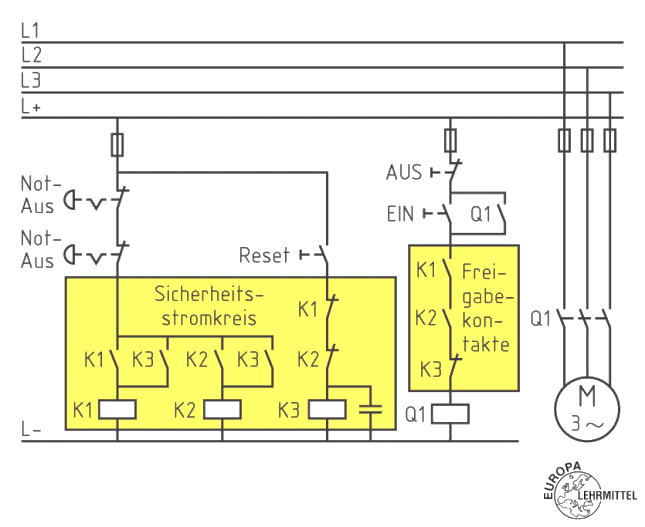 L1
L2
L3
L+
Not-
Aus
Not-
Aus
Reset
AUS
EIN
Q1
Sicherheits-
stromkreis
K1
K2
K1
K3
K2
K3
K1
K2
K3
K1
K2
K3
Frei-
gabe-
kon-
takte
Q1
Q1
M
3 ~
L-
EUROPA
LEHRMITTEL